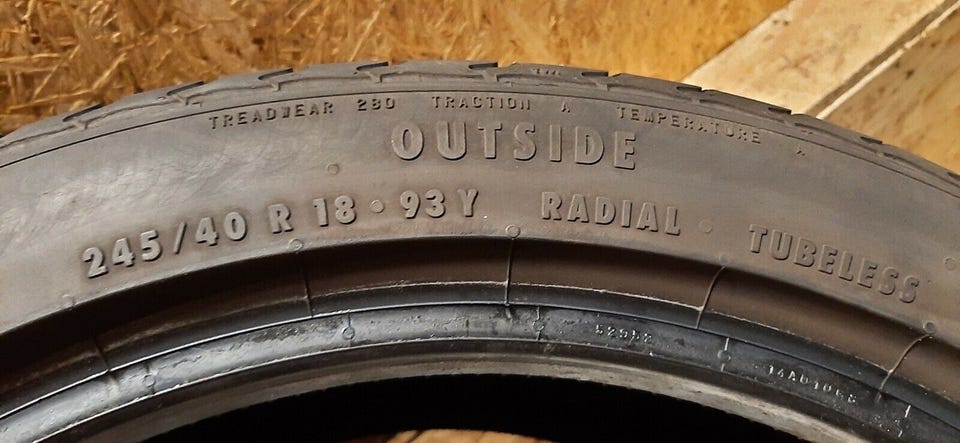 TREADWEAR 280 TRACTION A TEMPERATURE A
OUTSIDE
245/40 R 18 • 93 Y RADIAL • TUBELESS